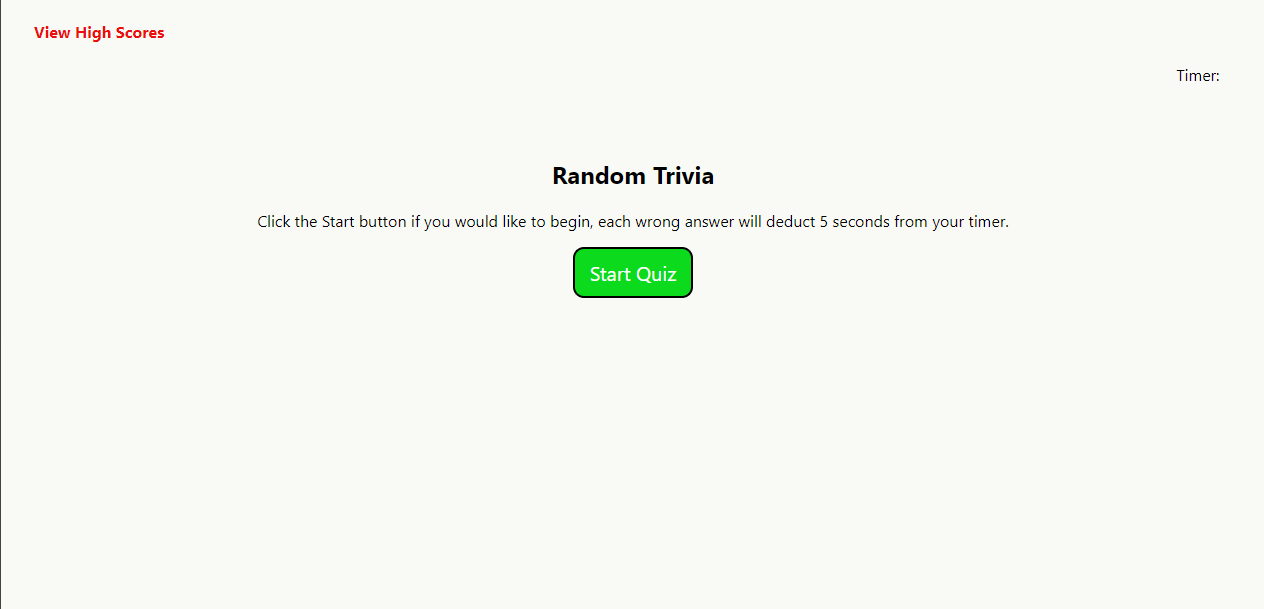 View High Scores
Timer:
Random Trivia
Click the Start button if you would like to begin, each wrong answer will deduct 5 seconds from your timer.
Start Quiz